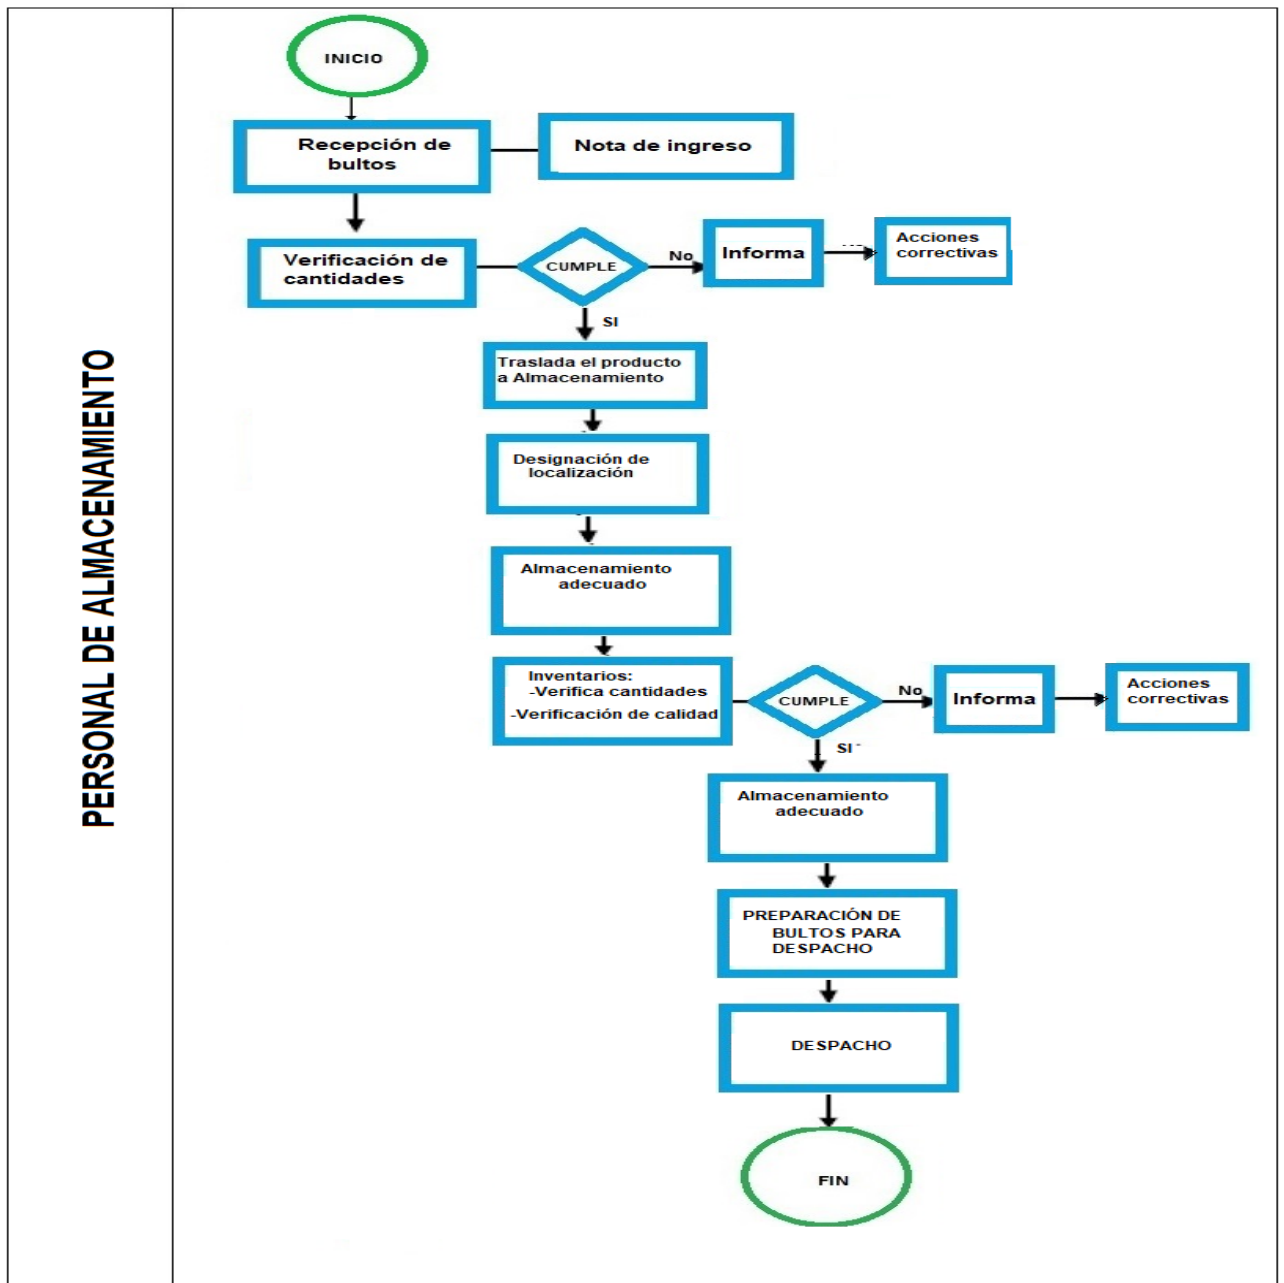 PERSONAL DE ALMACENAMIENTO
INICIO
Recepción de
bultos
Nota de ingreso
Verificación de
cantidades
CUMPLE
No
Informa
Acciones
correctivas
SI
Traslada el producto
a Almacenamiento
Designación de
localización
Almacenamiento
adecuado
Inventarios:
-Verifica cantidades
-Verificación de calidad
CUMPLE
No
Informa
Acciones
correctivas
SI
Almacenamiento
adecuado
PREPARACIÓN DE
BULTOS PARA
DESPACHO
DESPACHO
FIN